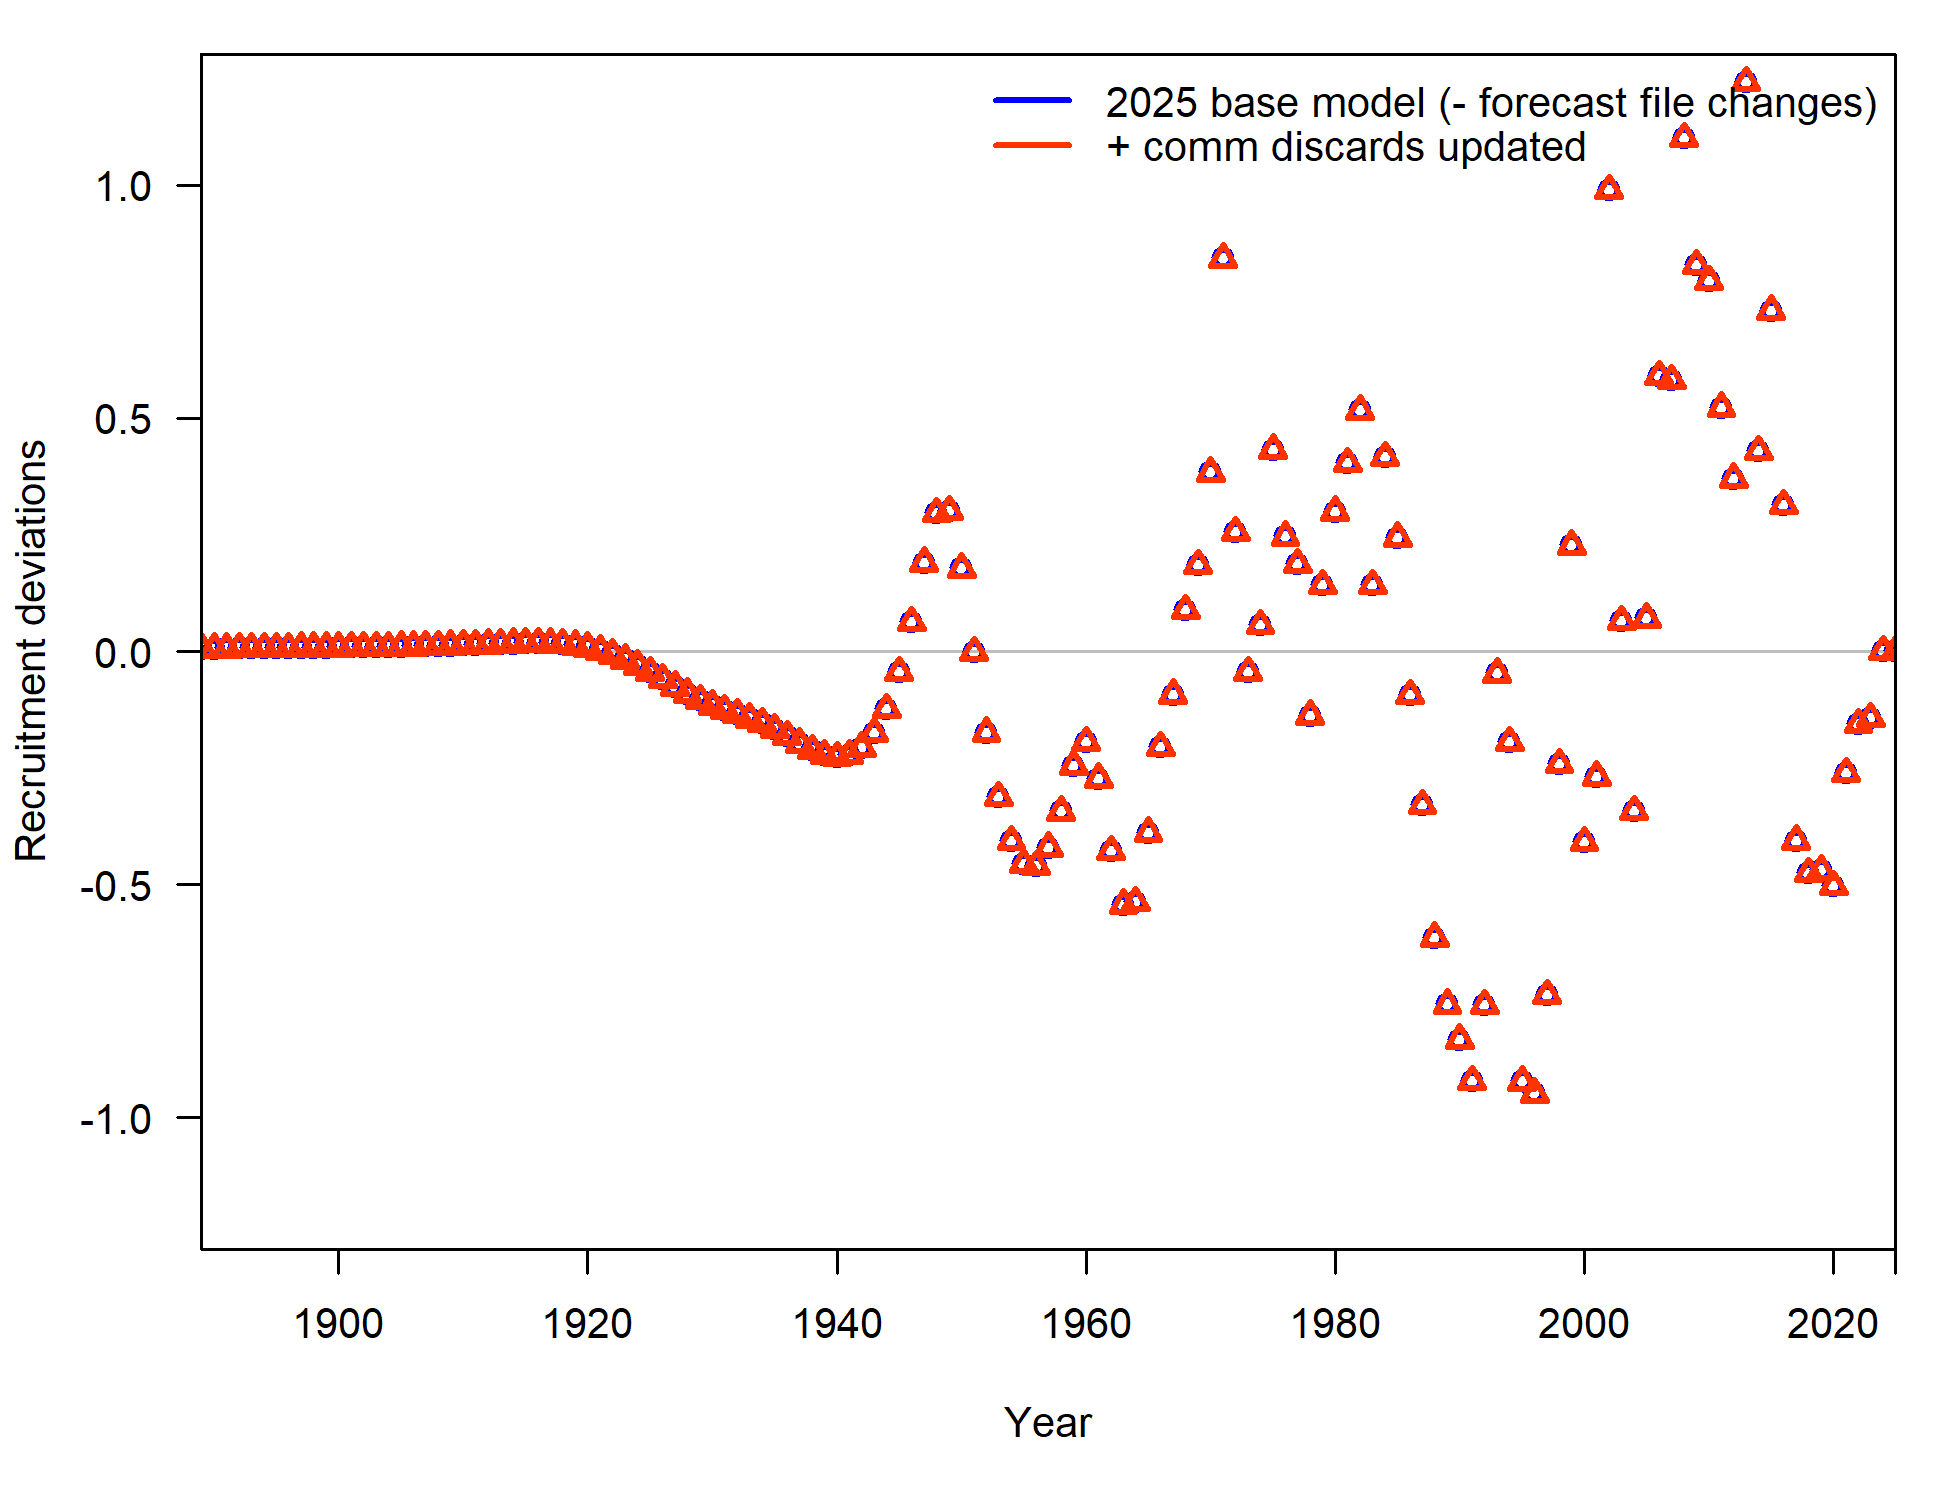 2025 base model (- forecast file changes)
+ comm discards updated
1.0
0.5
0.0
-0.5
-1.0
Recruitment deviations
1900 1920 1940 1960 1980 2000 2020
Year